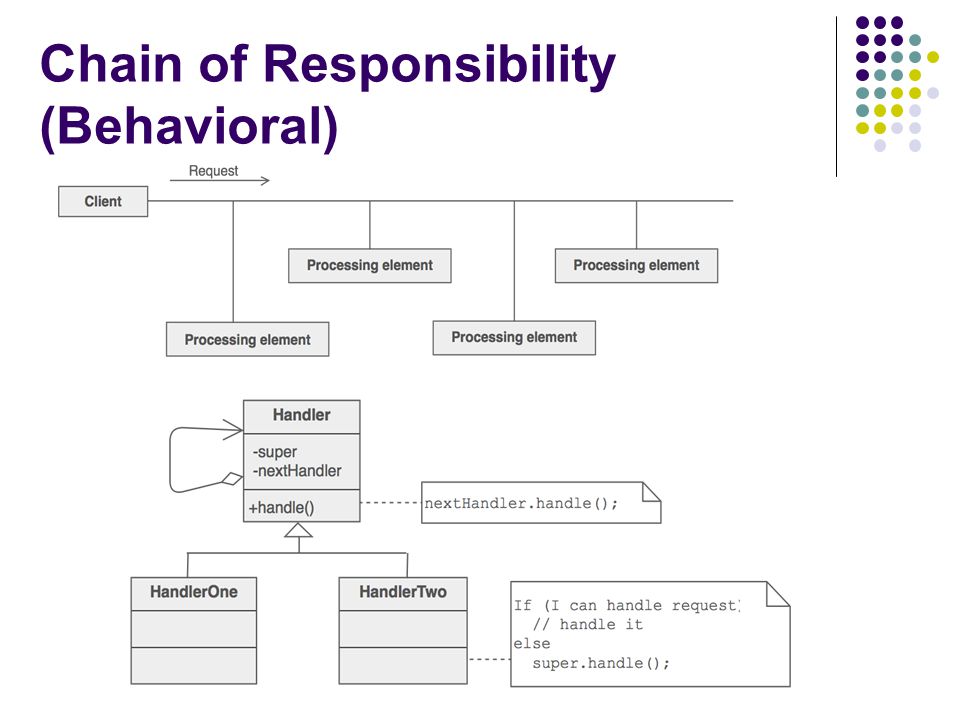 Chain of Responsibility
(Behavioral)
Request
Client
Processing element
Processing element
Processing element
Processing element
Handler
-super
-nextHandler
+handle()
nextHandler.handle();
HandlerOne
HandlerTwo
If (I can handle request)
// handle it
else
super.handle();